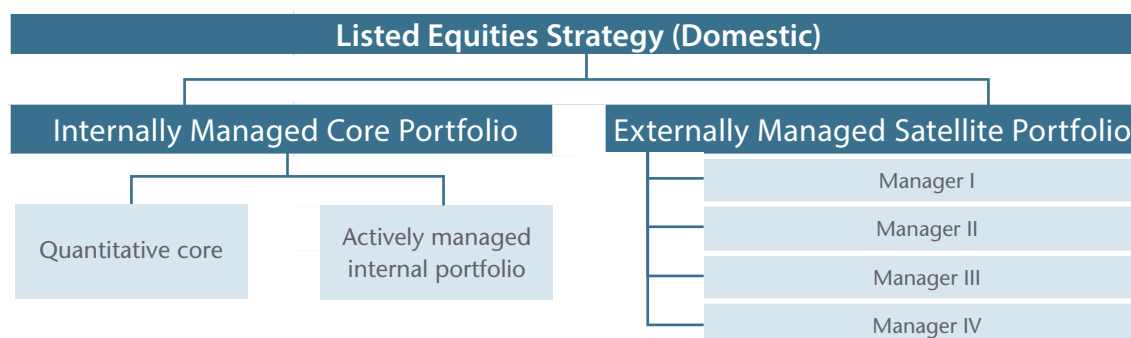 Listed Equities Strategy (Domestic)
Internally Managed Core Portfolio
Quantitative core
Actively managed
internal portfolio
Externally Managed Satellite Portfolio
Manager I
Manager II
Manager III
Manager IV